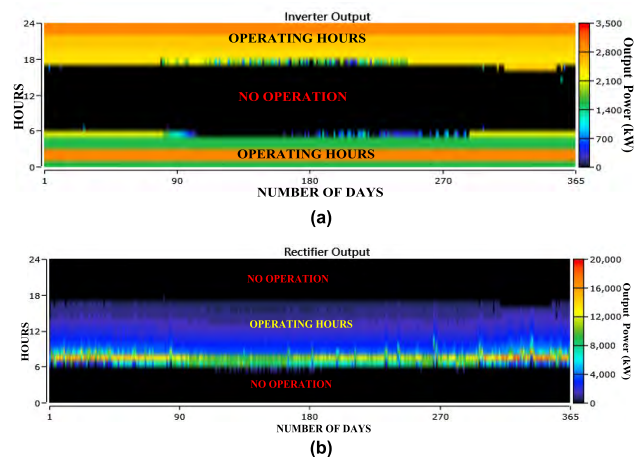 Inverter Output
24
18
12
6
0
HOURS
OPERATING HOURS
NO OPERATION
OPERATING HOURS
1
90
180
270
365
NUMBER OF DAYS
3,500
2,800
2,100
1,400
700
0
Output Power (kW)
(a)
Rectifier Output
24
18
12
6
0
HOURS
NO OPERATION
OPERATING HOURS
NO OPERATION
1
90
180
270
365
NUMBER OF DAYS
20,000
16,000
12,000
8,000
4,000
0
Output Power (kW)
(b)